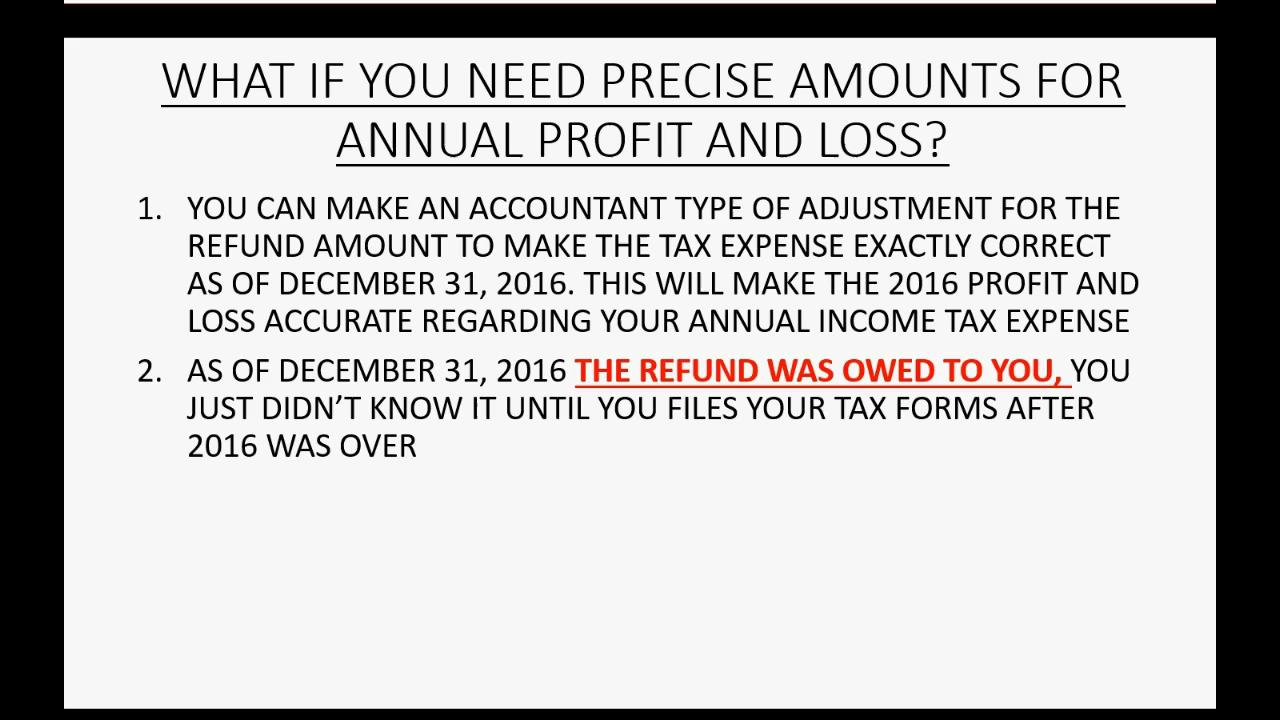 WHAT IF YOU NEED PRECISE AMOUNTS FOR
ANNUAL PROFIT AND LOSS?
1. YOU CAN MAKE AN ACCOUNTANT TYPE OF ADJUSTMENT FOR THE
REFUND AMOUNT TO MAKE THE TAX EXPENSE EXACTLY CORRECT
AS OF DECEMBER 31, 2016. THIS WILL MAKE THE 2016 PROFIT AND
LOSS ACCURATE REGARDING YOUR ANNUAL INCOME TAX EXPENSE
2. AS OF DECEMBER 31, 2016 THE REFUND WAS OWED TO YOU, YOU
JUST DIDN’T KNOW IT UNTIL YOU FILES YOUR TAX FORMS AFTER
2016 WAS OVER